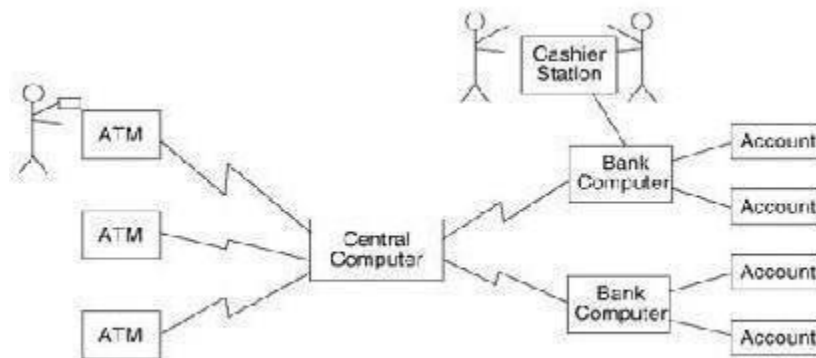 Cashier
Station
ATM
Bank
Computer
Account
Account
ATM
Central
Computer
Account
Bank
Computer
ATM
Account